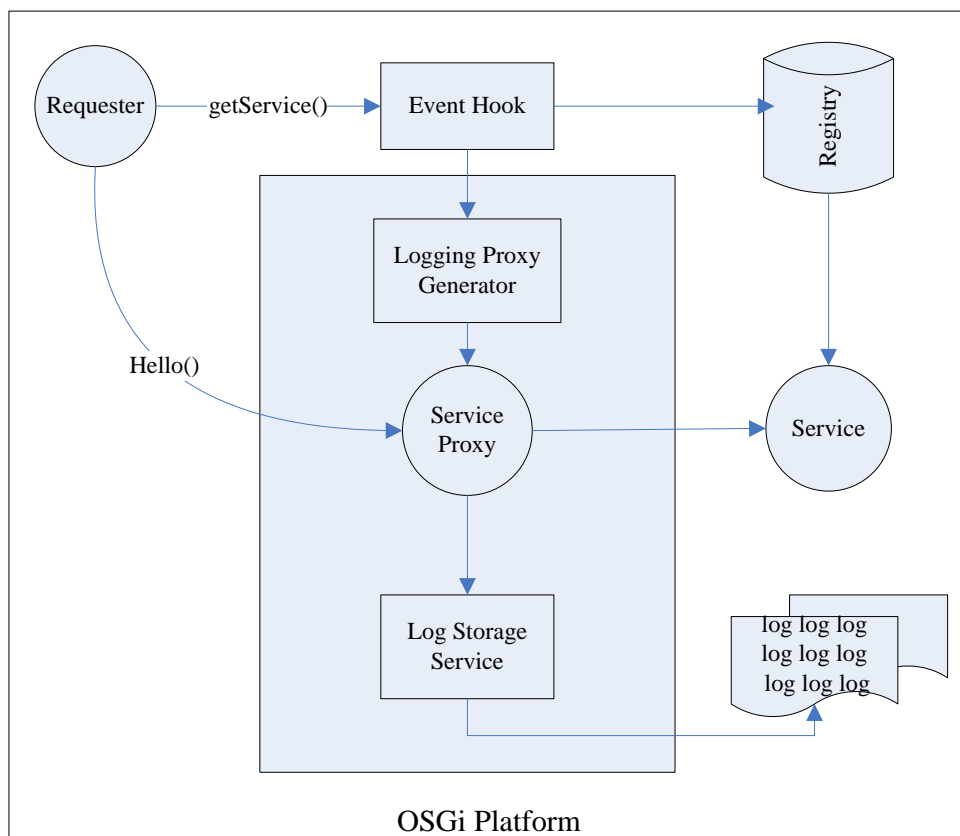 Requester
getService()
Event Hook
Registry
Logging Proxy
Generator
Hello()
Service
Proxy
Service
Log Storage
Service
log log log
log log log
log log log
OSGi Platform